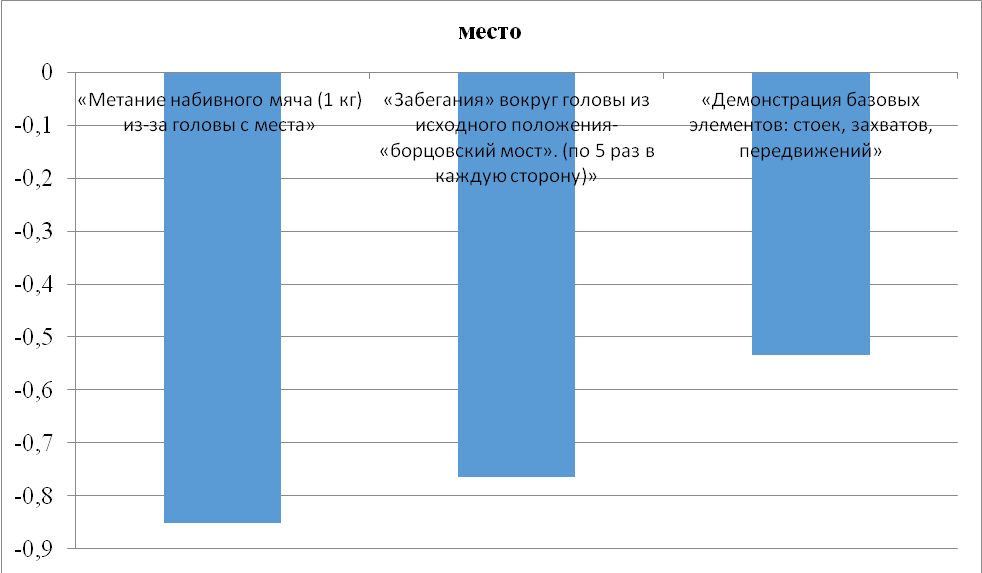 место
0
-0,1
-0,2
-0,3
-0,4
-0,5
-0,6
-0,7
-0,8
-0,9
«Метание набивного мяча (1 кг)
из-за головы с места»
«Забегания» вокруг головы из
исходного положения-
«борцовский мост». (по 5 раз в
каждую сторону)»
«Демонстрация базовых
элементов: стоек, захватов,
передвижений»